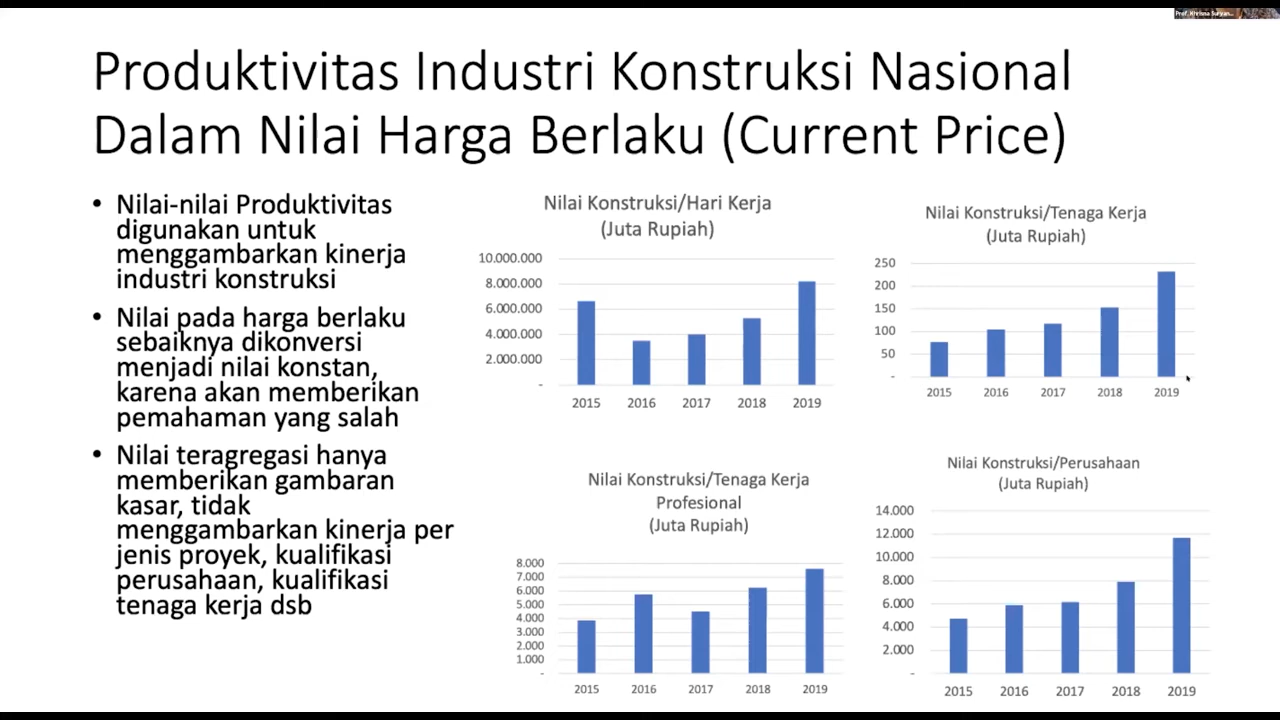 Prof. Khrisna Suryan...
Produktivitas Industri Konstruksi Nasional
Dalam Nilai Harga Berlaku (Current Price)
• Nilai-nilai Produktivitas
digunakan untuk
menggambarkan kinerja
industri konstruksi
• Nilai pada harga berlaku
sebaiknya dikonversi
menjadi nilai konstan,
karena akan memberikan
pemahaman yang salah
• Nilai teragregasi hanya
memberikan gambaran
kasar, tidak
menggambarkan kinerja per
jenis proyek, kualifikasi
perusahaan, kualifikasi
tenaga kerja dsb
Nilai Konstruksi/Hari Kerja
(Juta Rupiah)
10.000.000
8.000.000
6.000.000
4.000.000
2.000.000
-
2015 2016 2017 2018 2019
Nilai Konstruksi/Tenaga Kerja
(Juta Rupiah)
250
200
150
100
50
-
2015 2016 2017 2018 2019
Nilai Konstruksi/Tenaga Kerja
Profesional
(Juta Rupiah)
8.000
7.000
6.000
5.000
4.000
3.000
2.000
1.000
-
2015 2016 2017 2018 2019
Nilai Konstruksi/Perusahaan
(Juta Rupiah)
14.000
12.000
10.000
8.000
6.000
4.000
2.000
-
2015 2016 2017 2018 2019